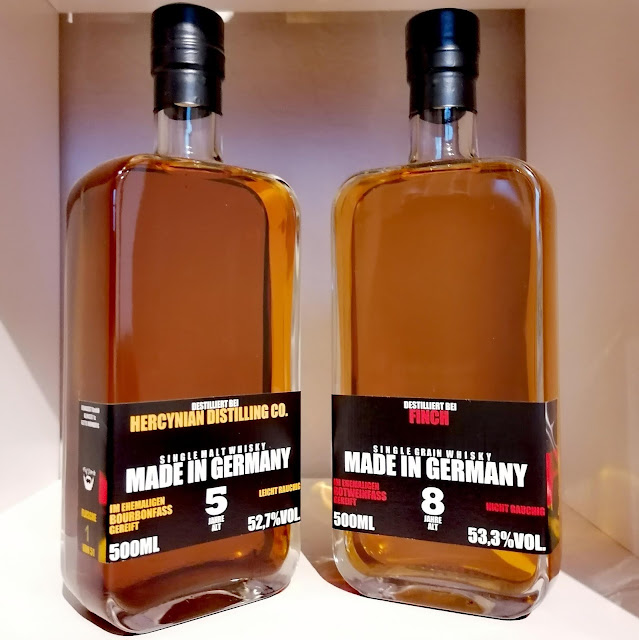 DESTILLIERT BEI
HERCYNIAN DISTILLING CO.
SINGLE MALT WHISKY
MADE IN GERMANY
IM EHEMALIGEN
BOURBONFASS
GEREIFT
5
JAHRE
ALT
LEICHT RAUCHIG
500ML
52,7%VOL.
1
DESTILLIERT BEI
FINCH
SINGLE GRAIN WHISKY
MADE IN GERMANY
IM EHEMALIGEN
ROTWEINFASS
GEREIFT
8
JAHRE
ALT
NICHT RAUCHIG
500ML
53,3%VOL.